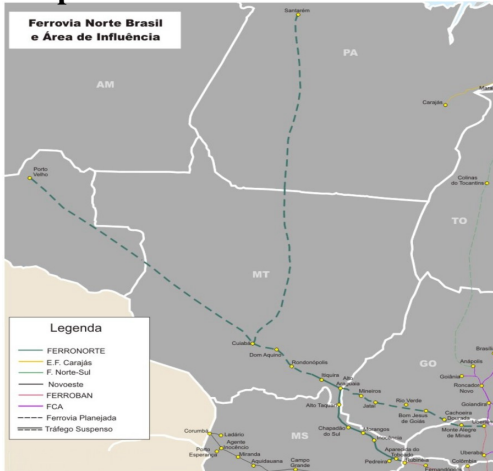 Ferrovia Norte Brasil
e Área de Influência
Santarém
PA
AM
Carajás
Porto
Velho
Colinas
do Tocantins
TO
MT
Cuiabá
Dom Aquino
Rondonópolis
Itiquira
Alto
Araguaia
Mineiros
Jataí
Rio Verde
Bom Jesus
de Goiás
Cachoeira
Dourada
Monte Alegre
de Minas
GO
Anápolis
Goiânia
Roncador
Novo
Goiandira
Uberaba
Alto Taquari
Chapadão
do Sul
Inocência
Aparecida do
Pedreira
MS
Corumbá
Ladário
Agente
Inocêncio
Porto
Esperança
Miranda
Aquidauana
Campo
Grande
Legenda
FERRONORTE
E.F. Carajás
F. Norte-Sul
Novoeste
FERROBAN
FCA
Ferrovia Planejada
Tráfego Suspenso